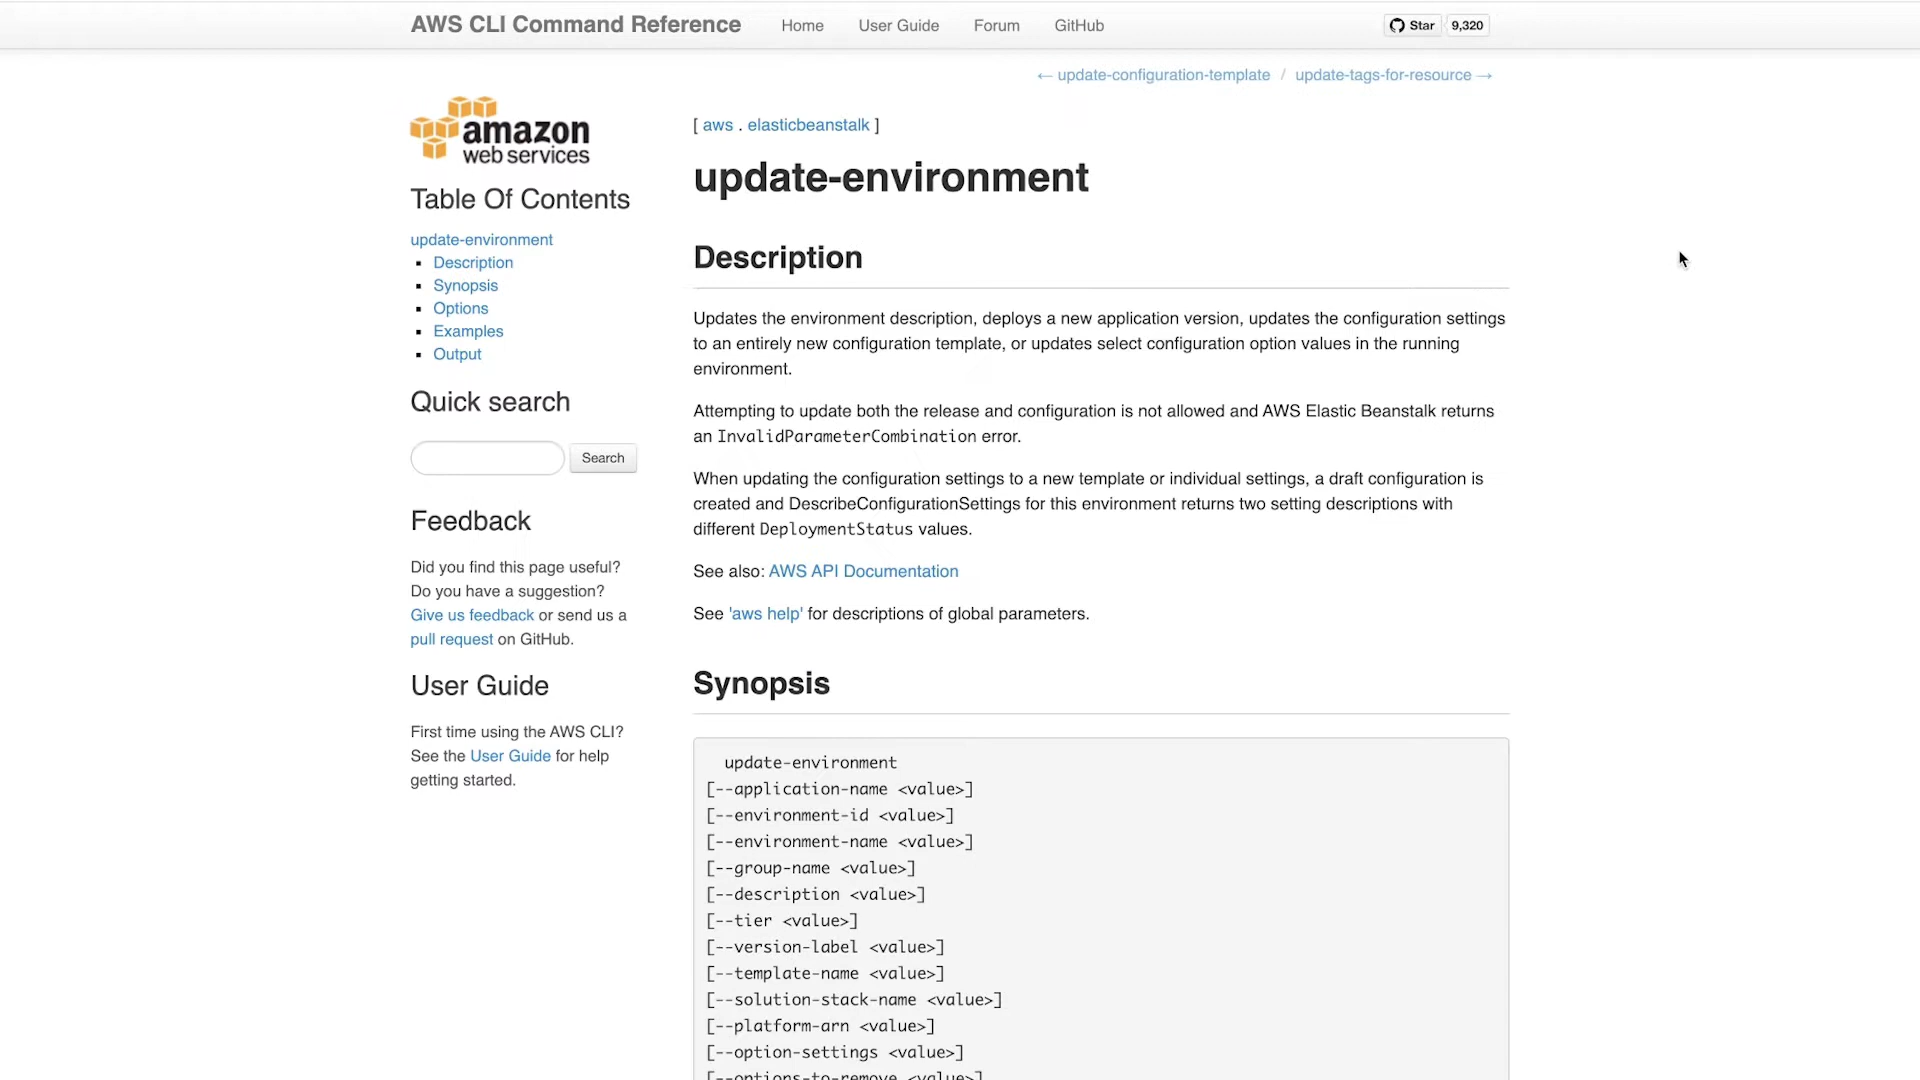 AWS CLI Command Reference Home User Guide Forum GitHub Star 9,320
← update-configuration-template / update-tags-for-resource →
amazon
web services
Table Of Contents
update-environment
▪ Description
▪ Synopsis
▪ Options
▪ Examples
▪ Output
Quick search
Search
Feedback
Did you find this page useful?
Do you have a suggestion?
Give us feedback or send us a
pull request on GitHub.
User Guide
First time using the AWS CLI?
See the User Guide for help
getting started.
[ aws . elasticbeanstalk ]
update-environment
Description
Updates the environment description, deploys a new application version, updates the configuration settings
to an entirely new configuration template, or updates select configuration option values in the running
environment.
Attempting to update both the release and configuration is not allowed and AWS Elastic Beanstalk returns
an InvalidParameterCombination error.
When updating the configuration settings to a new template or individual settings, a draft configuration is
created and DescribeConfigurationSettings for this environment returns two setting descriptions with
different DeploymentStatus values.
See also: AWS API Documentation
See 'aws help' for descriptions of global parameters.
Synopsis
update-environment
[--application-name <value>]
[--environment-id <value>]
[--environment-name <value>]
[--group-name <value>]
[--description <value>]
[--tier <value>]
[--version-label <value>]
[--template-name <value>]
[--solution-stack-name <value>]
[--platform-arn <value>]
[--option-settings <value>]
[--options-to-remove <value>]